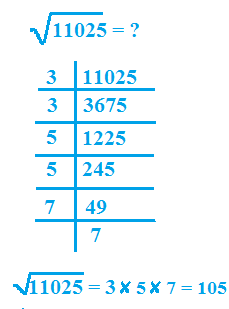 √11025 = ?
3 | 11025
3 | 3675
5 | 1225
5 | 245
7 | 49
| 7
√11025 = 3 × 5 × 7 = 105